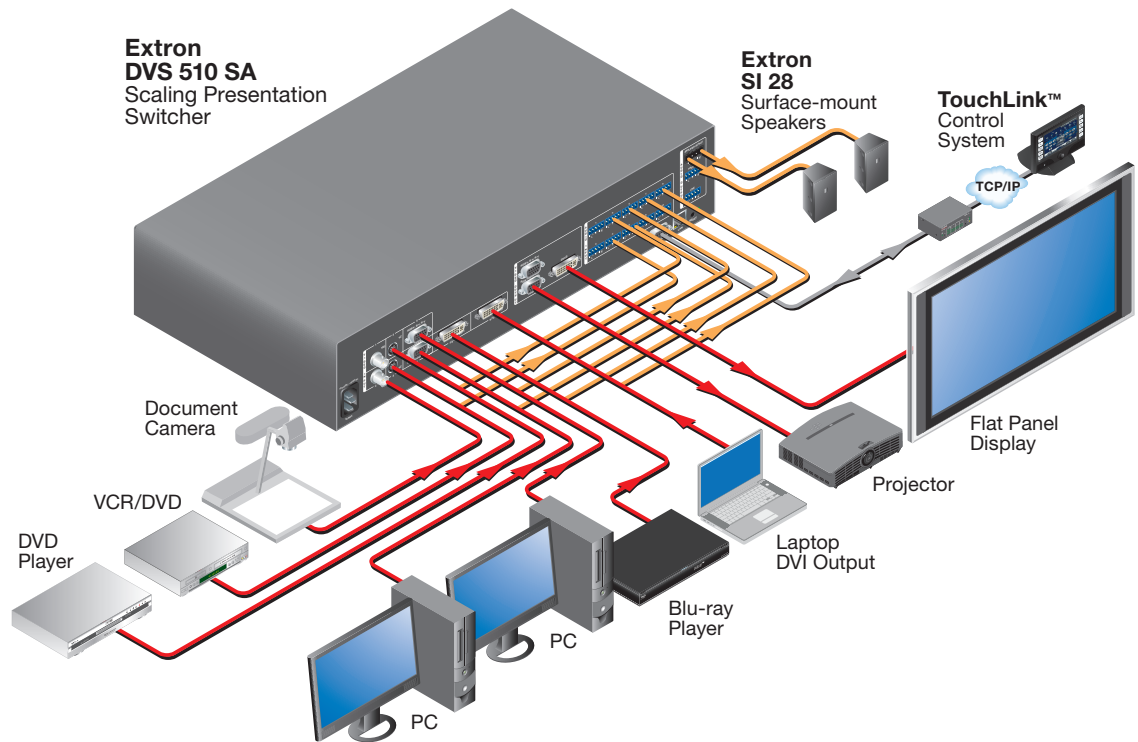 Extron
DVS 510 SA
Scaling Presentation
Switcher
Extron
SI 28
Surface-mount
Speakers
TouchLink™
Control
System
TCP/IP
Document
Camera
VCR/DVD
DVD
Player
Flat Panel
Display
Projector
Laptop
DVI Output
Blu-ray
Player
PC
PC